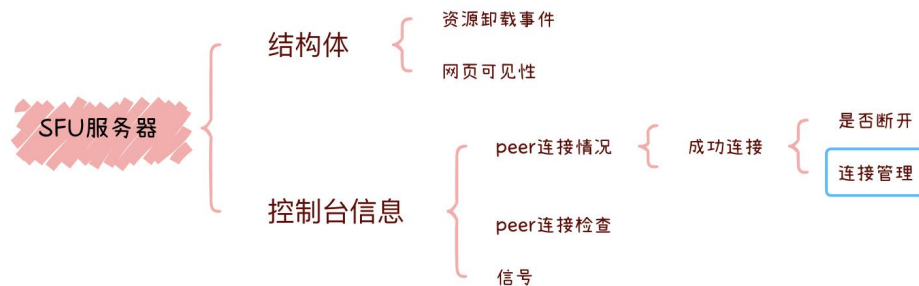 SFU服务器
结构体
资源卸载事件
网页可见性
控制台信息
peer连接情况
成功连接
是否断开
连接管理
peer连接检查
信号